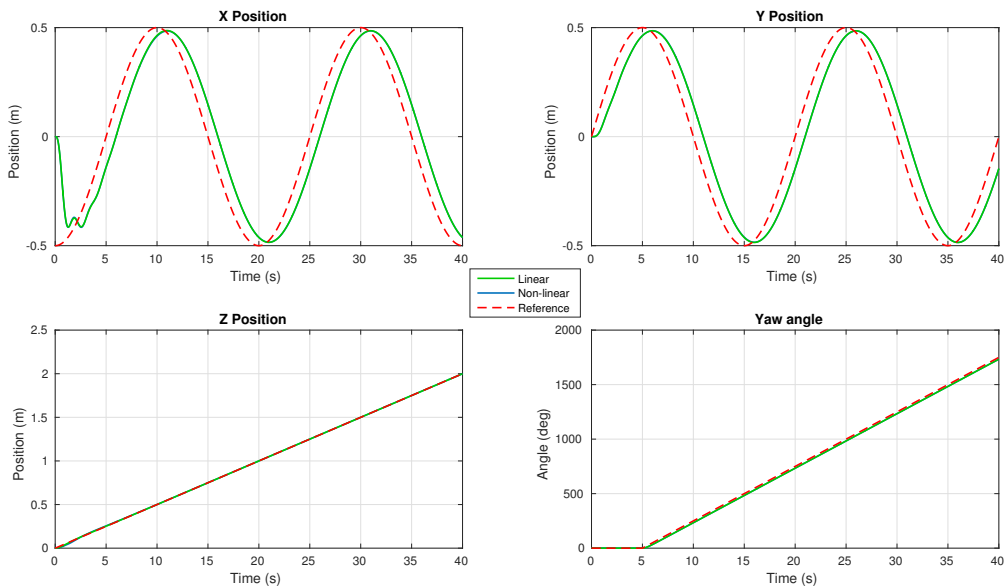 X Position
Position (m)
0.5
0
-0.5
0 5 10 15 20 25 30 35 40
Time (s)
Y Position
Position (m)
0.5
0
-0.5
0 5 10 15 20 25 30 35 40
Time (s)
Linear
Non-linear
Reference
Z Position
Position (m)
2.5
2
1.5
1
0.5
0
0 5 10 15 20 25 30 35 40
Time (s)
Yaw angle
Angle (deg)
2000
1500
1000
500
0
0 5 10 15 20 25 30 35 40
Time (s)